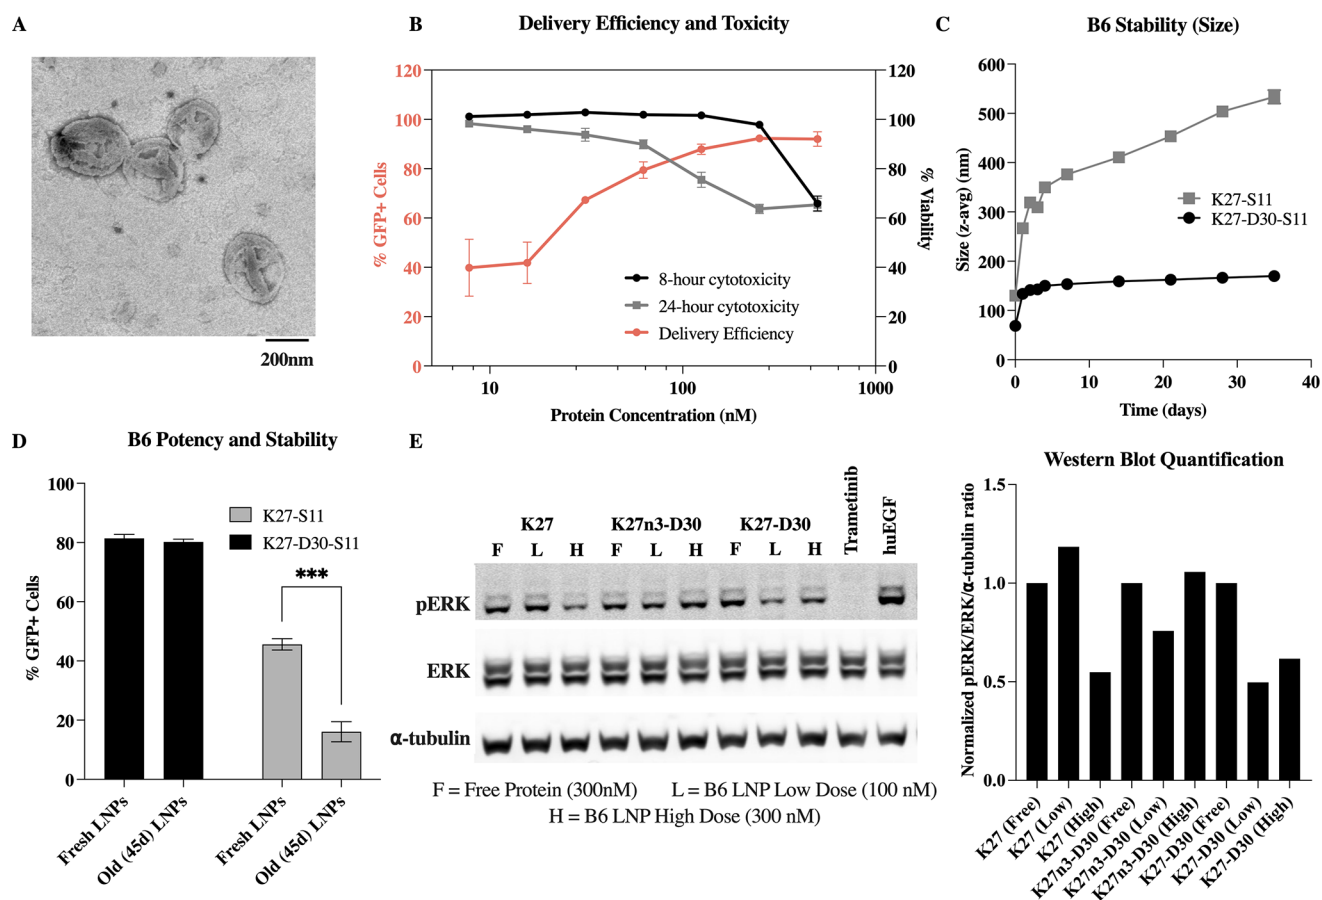 A
200nm
B
Delivery Efficiency and Toxicity
120
100
80
60
40
20
0
% GFP+ Cells
120
100
80
60
40
20
0
% Viability
8-hour cytotoxicity
24-hour cytotoxicity
Delivery Efficiency
10
100
1000
Protein Concentration (nM)
C
B6 Stability (Size)
600
500
400
300
200
100
0
Size (z-avg) (nm)
K27-S11
K27-D30-S11
0
10
20
30
40
Time (days)
D
B6 Potency and Stability
100
80
60
40
20
0
% GFP+ Cells
K27-S11
K27-D30-S11
***
Fresh LNPs
Old (45d) LNPs
Fresh LNPs
Old (45d) LNPs
E
K27 K27n3-D30 K27-D30 Trametinib huEGF
F L H F L H F L H
pERK
ERK
α-tubulin
F = Free Protein (300nM) L = B6 LNP Low Dose (100 nM)
H = B6 LNP High Dose (300 nM)
Western Blot Quantification
1.5
1.0
0.5
0.0
Normalized pERK/ERK/α-tubulin ratio
K27 (Free)
K27 (Low)
K27 (High)
K27n3-D30 (Free)
K27n3-D30 (Low)
K27n3-D30 (High)
K27-D30 (Free)
K27-D30 (Low)
K27-D30 (High)